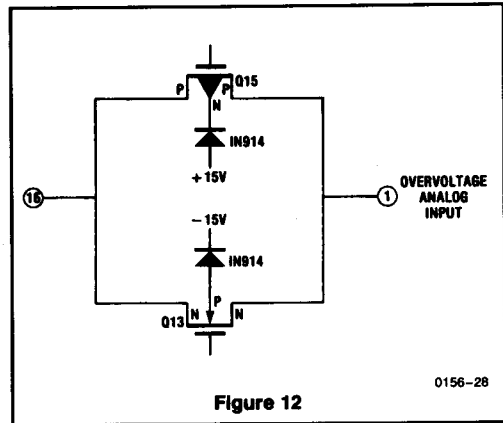 Q15
P P
N
IN914
+15V
16
1
OVERVOLTAGE
ANALOG
INPUT
-15V
IN914
P
N N
Q13
0156-28
Figure 12